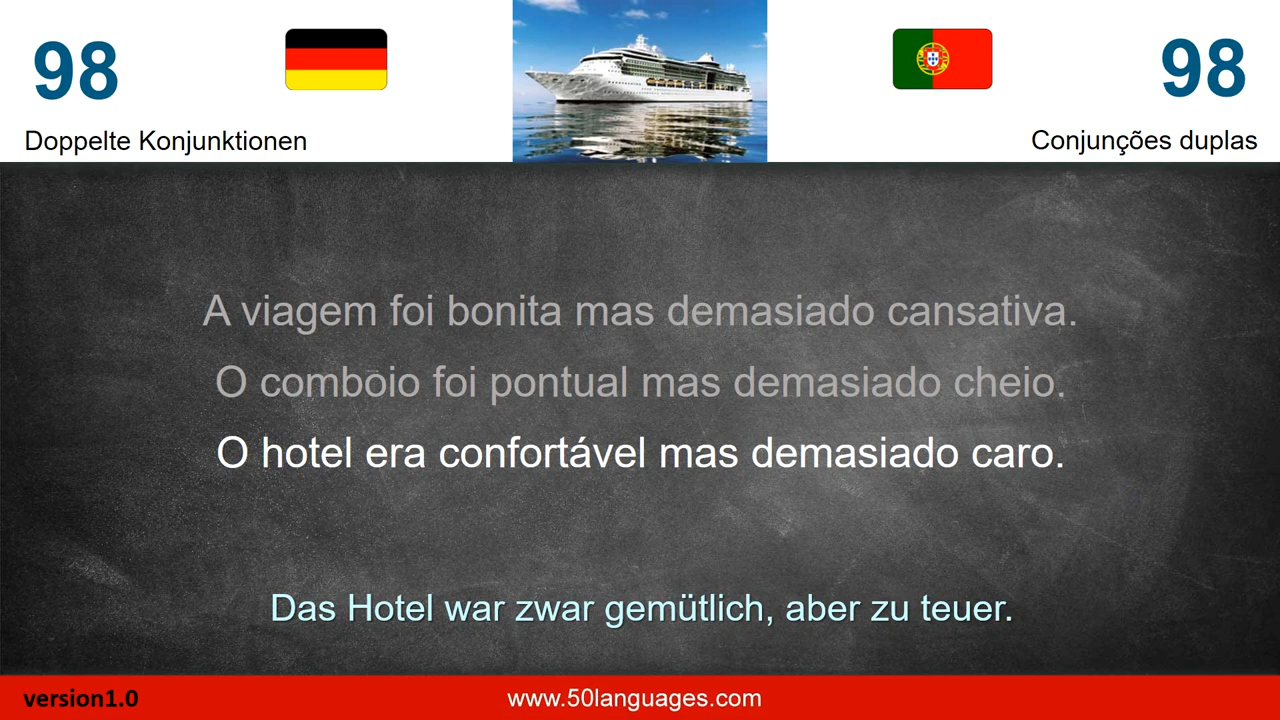 98
98
Doppelte Konjunktionen
Conjunções duplas
A viagem foi bonita mas demasiado cansativa.
O comboio foi pontual mas demasiado cheio.
O hotel era confortável mas demasiado caro.
Das Hotel war zwar gemütlich, aber zu teuer.
version1.0
www.50languages.com